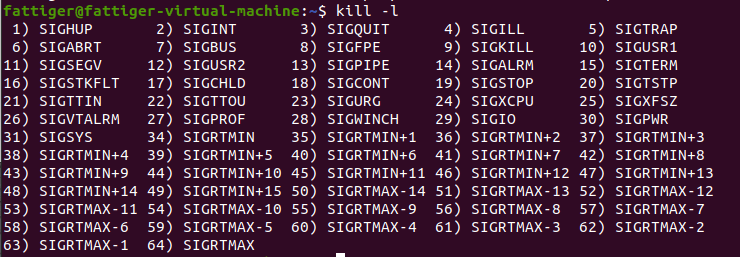 fattiger@fattiger-virtual-machine:~$ kill -l
 1) SIGHUP       2) SIGINT       3) SIGQUIT      4) SIGILL       5) SIGTRAP
 6) SIGABRT      7) SIGBUS       8) SIGFPE       9) SIGKILL     10) SIGUSR1
11) SIGSEGV     12) SIGUSR2     13) SIGPIPE     14) SIGALRM     15) SIGTERM
16) SIGSTKFLT   17) SIGCHLD     18) SIGCONT     19) SIGSTOP     20) SIGTSTP
21) SIGTTIN     22) SIGTTOU     23) SIGURG      24) SIGXCPU     25) SIGXFSZ
26) SIGVTALRM   27) SIGPROF     28) SIGWINCH    29) SIGIO       30) SIGPWR
31) SIGSYS      34) SIGRTMIN    35) SIGRTMIN+1  36) SIGRTMIN+2  37) SIGRTMIN+3
38) SIGRTMIN+4  39) SIGRTMIN+5  40) SIGRTMIN+6  41) SIGRTMIN+7  42) SIGRTMIN+8
43) SIGRTMIN+9  44) SIGRTMIN+10 45) SIGRTMIN+11 46) SIGRTMIN+12 47) SIGRTMIN+13
48) SIGRTMIN+14 49) SIGRTMIN+15 50) SIGRTMAX-14 51) SIGRTMAX-13 52) SIGRTMAX-12
53) SIGRTMAX-11 54) SIGRTMAX-10 55) SIGRTMAX-9  56) SIGRTMAX-8  57) SIGRTMAX-7
58) SIGRTMAX-6  59) SIGRTMAX-5  60) SIGRTMAX-4  61) SIGRTMAX-3  62) SIGRTMAX-2
63) SIGRTMAX-1  64) SIGRTMAX